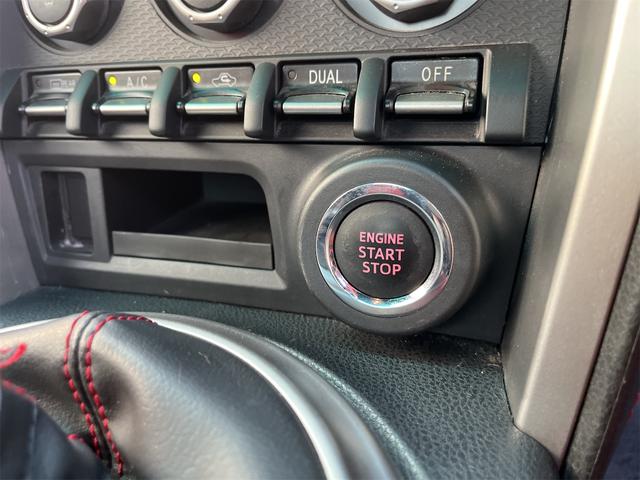 A/C
DUAL
OFF
ENGINE
START
STOP